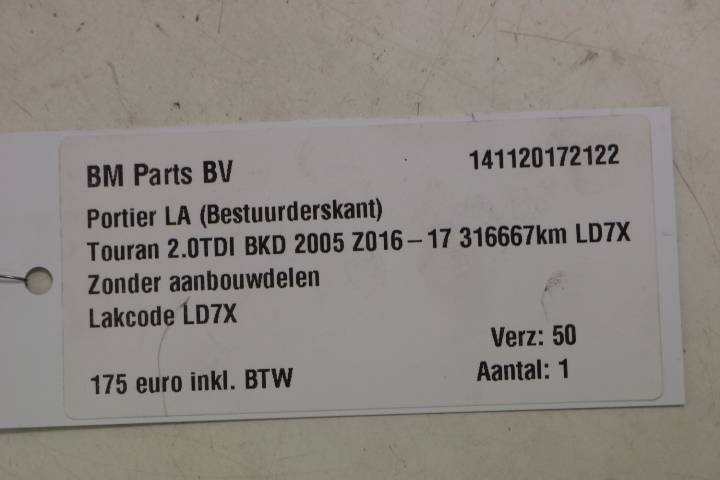 BM Parts BV 141120172122
Portier LA (Bestuurderskant)
Touran 2.0TDI BKD 2005 Z016–17 316667km LD7X
Zonder aanbouwdelen
Lakcode LD7X
Verz: 50
175 euro inkl. BTW Aantal: 1